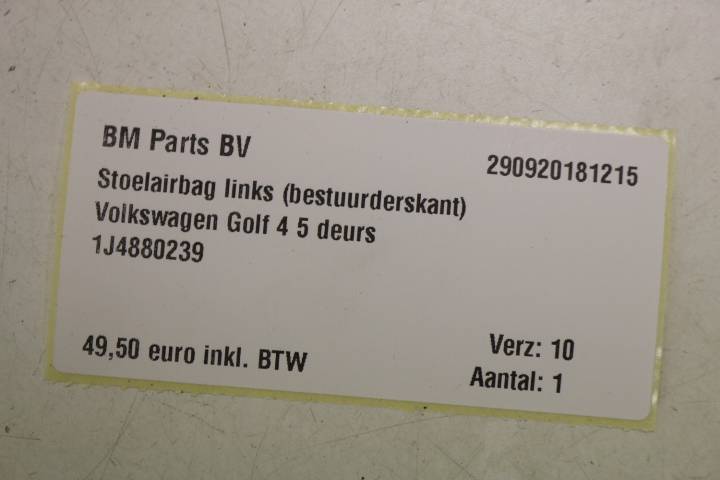 BM Parts BV
290920181215
Stoelairbag links (bestuurderskant)
Volkswagen Golf 4 5 deurs
1J4880239
49,50 euro inkl. BTW
Verz: 10
Aantal: 1